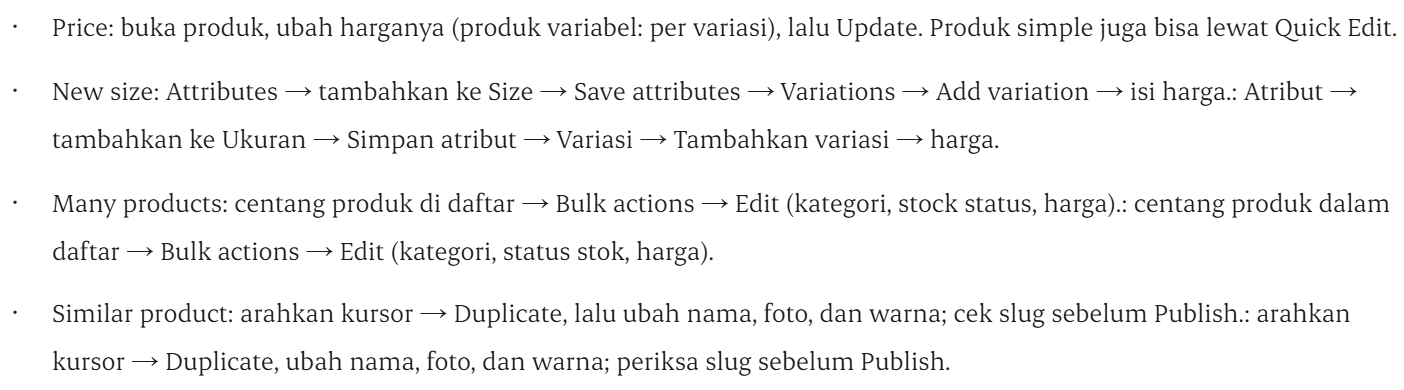 · Price: buka produk, ubah harganya (produk variabel: per variasi), lalu Update. Produk simple juga bisa lewat Quick Edit.
· New size: Attributes → tambahkan ke Size → Save attributes → Variations → Add variation → isi harga.: Atribut →
tambahkan ke Ukuran → Simpan atribut → Variasi → Tambahkan variasi → harga.
· Many products: centang produk di daftar → Bulk actions → Edit (kategori, stock status, harga).: centang produk dalam
daftar → Bulk actions → Edit (kategori, status stok, harga).
· Similar product: arahkan kursor → Duplicate, lalu ubah nama, foto, dan warna; cek slug sebelum Publish.: arahkan
kursor → Duplicate, ubah nama, foto, dan warna; periksa slug sebelum Publish.